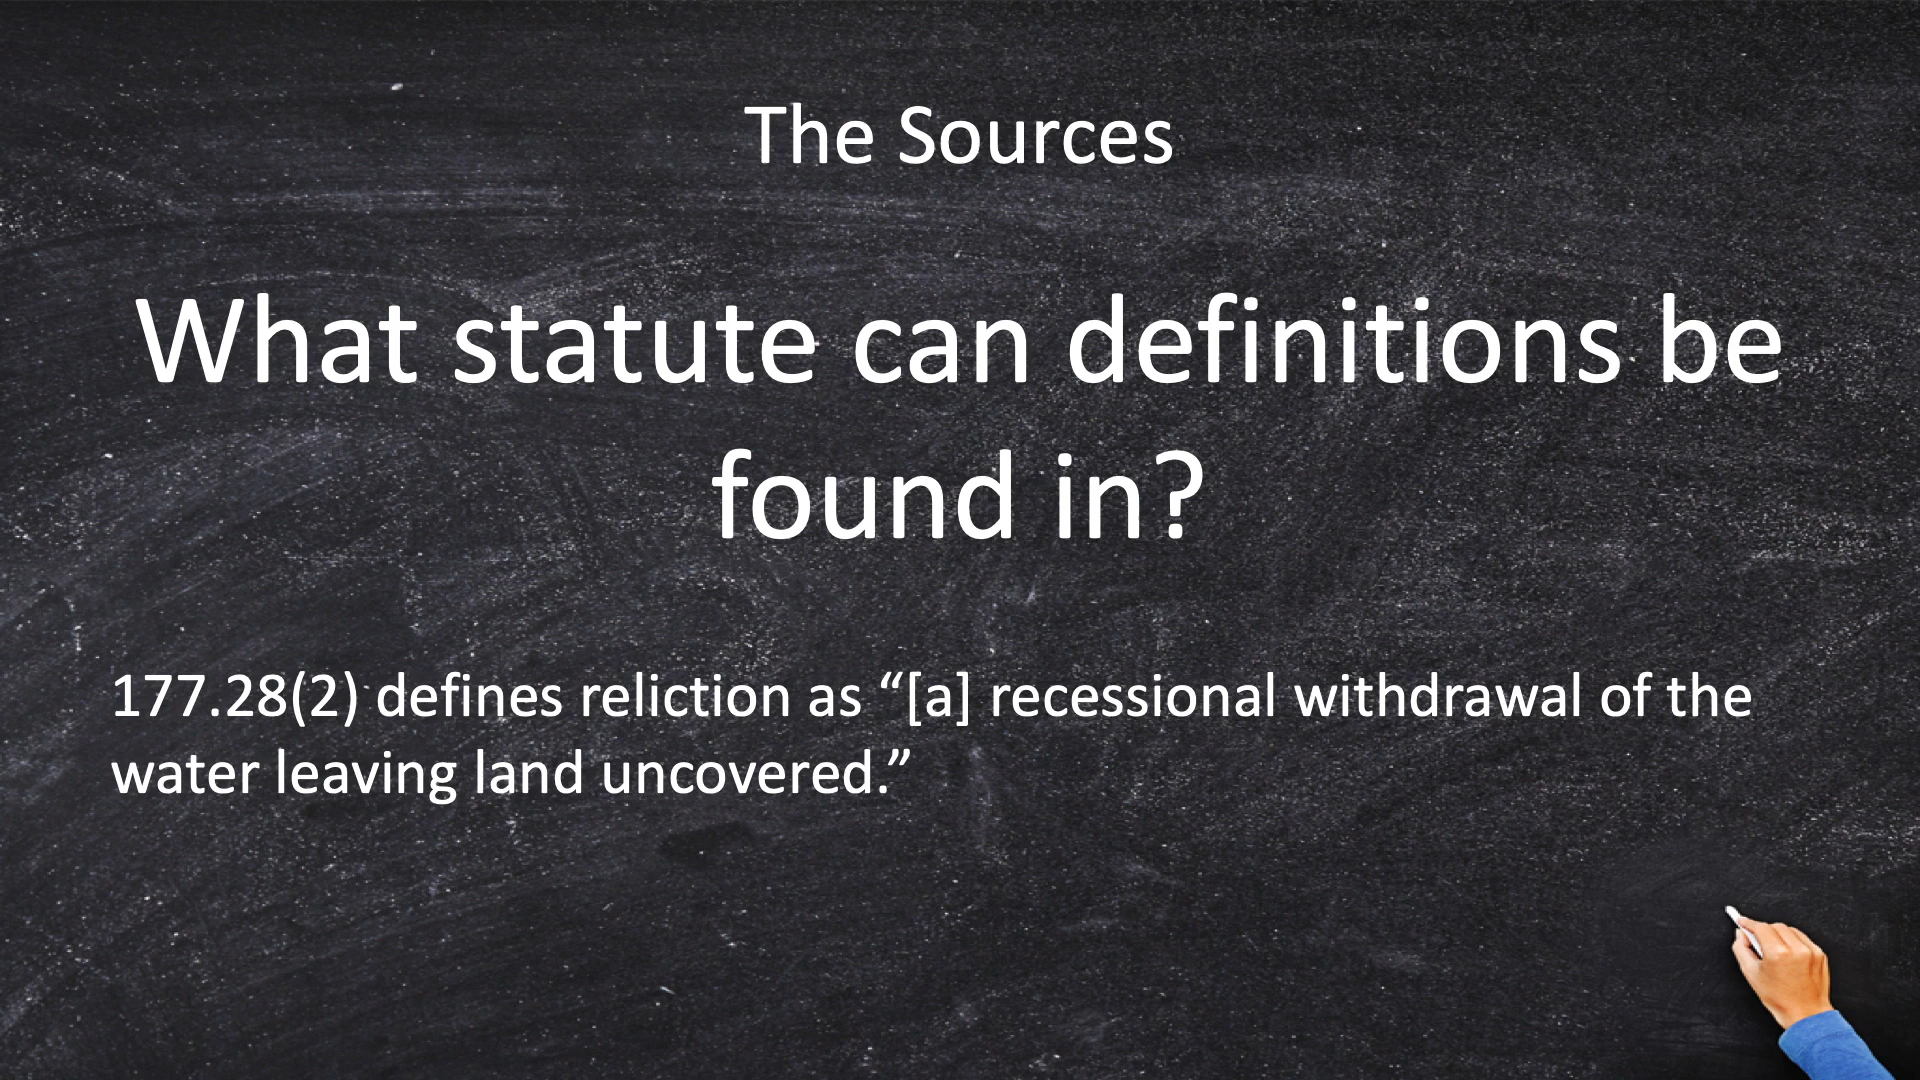 The Sources
What statute can definitions be
found in?
177.28(2) defines reliction as “[a] recessional withdrawal of the
water leaving land uncovered.”